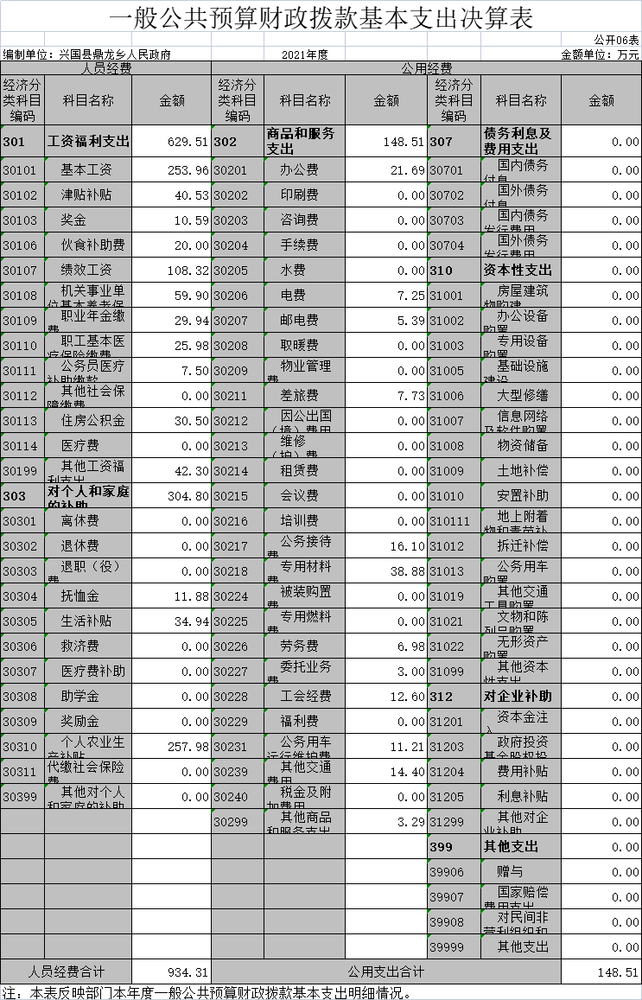 一般公共预算财政拨款基本支出决算表
公开06表
编制单位：兴国县鼎龙乡人民政府 2021年度 金额单位：万元
人员经费 公用经费
经济分类科目编码 科目名称 金额 经济分类科目编码 科目名称 金额 经济分类科目编码 科目名称 金额
301 工资福利支出 629.51 302 商品和服务支出 148.51 307 债务利息及费用支出 0.00
30101 基本工资 253.96 30201 办公费 21.69 30701 国内债务付息 0.00
30102 津贴补贴 40.53 30202 印刷费 0.00 30702 国外债务付息 0.00
30103 奖金 10.59 30203 咨询费 0.00 30703 国内债务发行费用 0.00
30106 伙食补助费 20.00 30204 手续费 0.00 30704 国外债务发行费用 0.00
30107 绩效工资 108.32 30205 水费 0.00 310 资本性支出 0.00
30108 机关事业单位基本养老保 59.90 30206 电费 7.25 31001 房屋建筑物购建 0.00
30109 职业年金缴费 29.94 30207 邮电费 5.39 31002 办公设备购置 0.00
30110 职工基本医疗保险缴费 25.98 30208 取暖费 0.00 31003 专用设备购置 0.00
30111 公务员医疗补助缴款 7.50 30209 物业管理费 0.00 31005 基础设施建设 0.00
30112 其他社会保障缴费 0.00 30211 差旅费 7.73 31006 大型修缮 0.00
30113 住房公积金 30.50 30212 因公出国（境）费用 0.00 31007 信息网络及软件购置 0.00
30114 医疗费 0.00 30213 维修（护）费 0.00 31008 物资储备 0.00
30199 其他工资福利支出 42.30 30214 租赁费 0.00 31009 土地补偿 0.00
303 对个人和家庭的补助 304.80 30215 会议费 0.00 31010 安置补助 0.00
30301 离休费 0.00 30216 培训费 0.00 310111 地上附着物和青苗补 0.00
30302 退休费 0.00 30217 公务接待费 16.10 31012 拆迁补偿 0.00
30303 退职（役）费 0.00 30218 专用材料费 38.88 31013 公务用车购置 0.00
30304 抚恤金 11.88 30224 被装购置费 0.00 31019 其他交通工具购置 0.00
30305 生活补贴 34.94 30225 专用燃料费 0.00 31021 文物和陈列品购置 0.00
30306 救济费 0.00 30226 劳务费 6.98 31022 无形资产购置 0.00
30307 医疗费补助 0.00 30227 委托业务费 3.00 31099 其他资本性支出 0.00
30308 助学金 0.00 30228 工会经费 12.60 312 对企业补助 0.00
30309 奖励金 0.00 30229 福利费 0.00 31201 资本金注入 0.00
30310 个人农业生产补贴 257.98 30231 公务用车运行维护费 11.21 31203 政府投资基金股权投 0.00
30311 代缴社会保险费 0.00 30239 其他交通费用 14.40 31204 费用补贴 0.00
30399 其他对个人和家庭的补助 0.00 30240 税金及附加费用 0.00 31205 利息补贴 0.00
30299 其他商品和服务支出 3.29 31299 其他对企业补助 0.00
399 其他支出 0.00
39906 赠与 0.00
39907 国家赔偿费用支出 0.00
39908 对民间非营利组织和 0.00
39999 其他支出 0.00
人员经费合计 934.31 公用支出合计 148.51
注：本表反映部门本年度一般公共预算财政拨款基本支出明细情况。